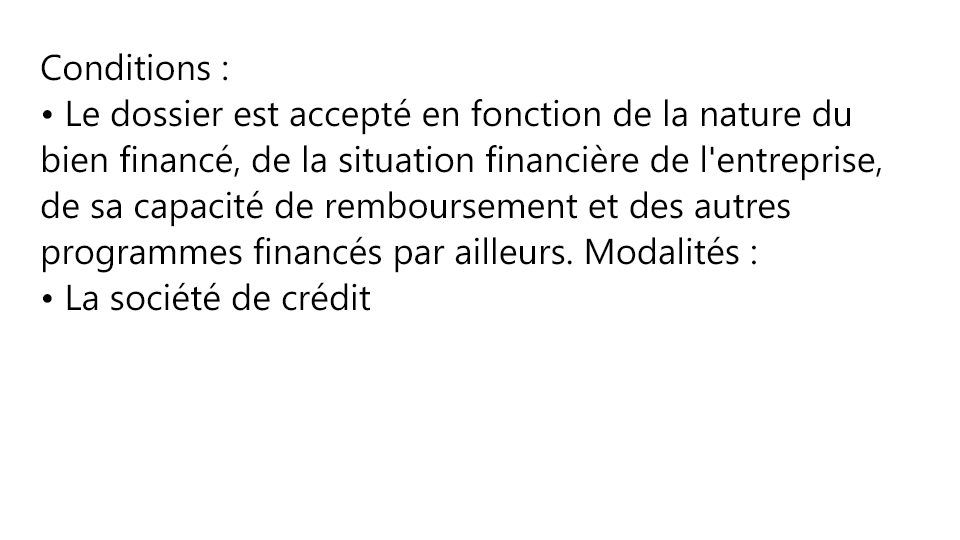 Conditions :
• Le dossier est accepté en fonction de la nature du
bien financé, de la situation financière de l'entreprise,
de sa capacité de remboursement et des autres
programmes financés par ailleurs. Modalités :
• La société de crédit